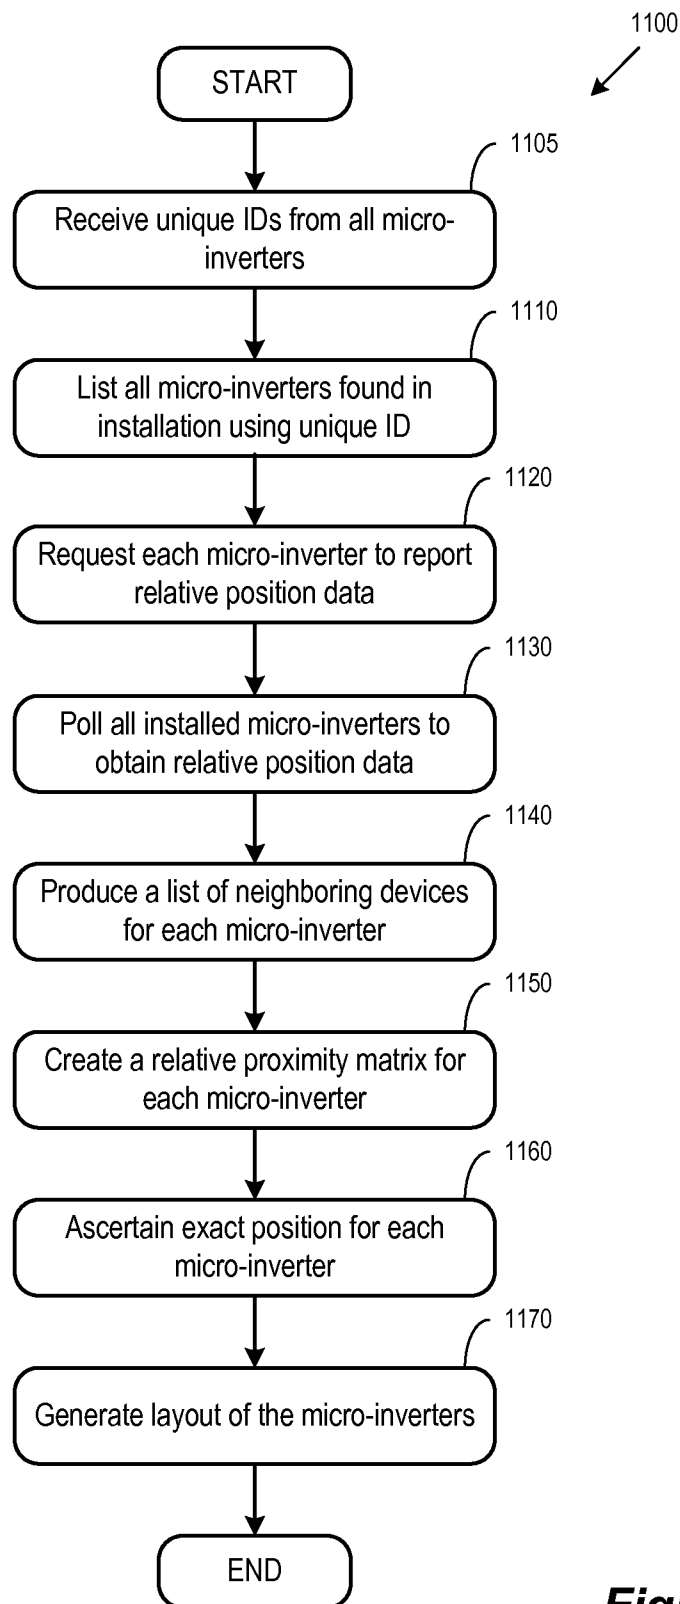 1100
START
1105
Receive unique IDs from all micro-
inverters
1110
List all micro-inverters found in
installation using unique ID
1120
Request each micro-inverter to report
relative position data
1130
Poll all installed micro-inverters to
obtain relative position data
1140
Produce a list of neighboring devices
for each micro-inverter
1150
Create a relative proximity matrix for
each micro-inverter
1160
Ascertain exact position for each
micro-inverter
1170
Generate layout of the micro-inverters
END